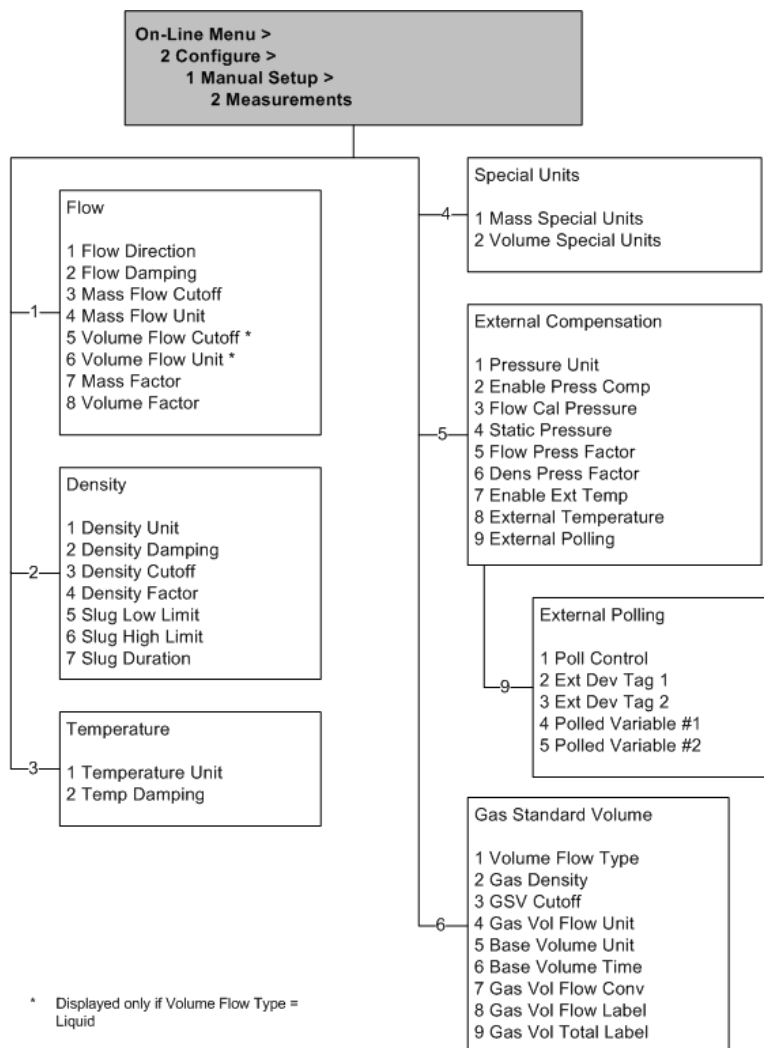 On-Line Menu >
2 Configure >
1 Manual Setup >
2 Measurements
1
Flow
1 Flow Direction
2 Flow Damping
3 Mass Flow Cutoff
4 Mass Flow Unit
5 Volume Flow Cutoff *
6 Volume Flow Unit *
7 Mass Factor
8 Volume Factor
2
Density
1 Density Unit
2 Density Damping
3 Density Cutoff
4 Density Factor
5 Slug Low Limit
6 Slug High Limit
7 Slug Duration
3
Temperature
1 Temperature Unit
2 Temp Damping
4
Special Units
1 Mass Special Units
2 Volume Special Units
5
External Compensation
1 Pressure Unit
2 Enable Press Comp
3 Flow Cal Pressure
4 Static Pressure
5 Flow Press Factor
6 Dens Press Factor
7 Enable Ext Temp
8 External Temperature
9 External Polling
9
External Polling
1 Poll Control
2 Ext Dev Tag 1
3 Ext Dev Tag 2
4 Polled Variable #1
5 Polled Variable #2
6
Gas Standard Volume
1 Volume Flow Type
2 Gas Density
3 GSV Cutoff
4 Gas Vol Flow Unit
5 Base Volume Unit
6 Base Volume Time
7 Gas Vol Flow Conv
8 Gas Vol Flow Label
9 Gas Vol Total Label
* Displayed only if Volume Flow Type =
Liquid